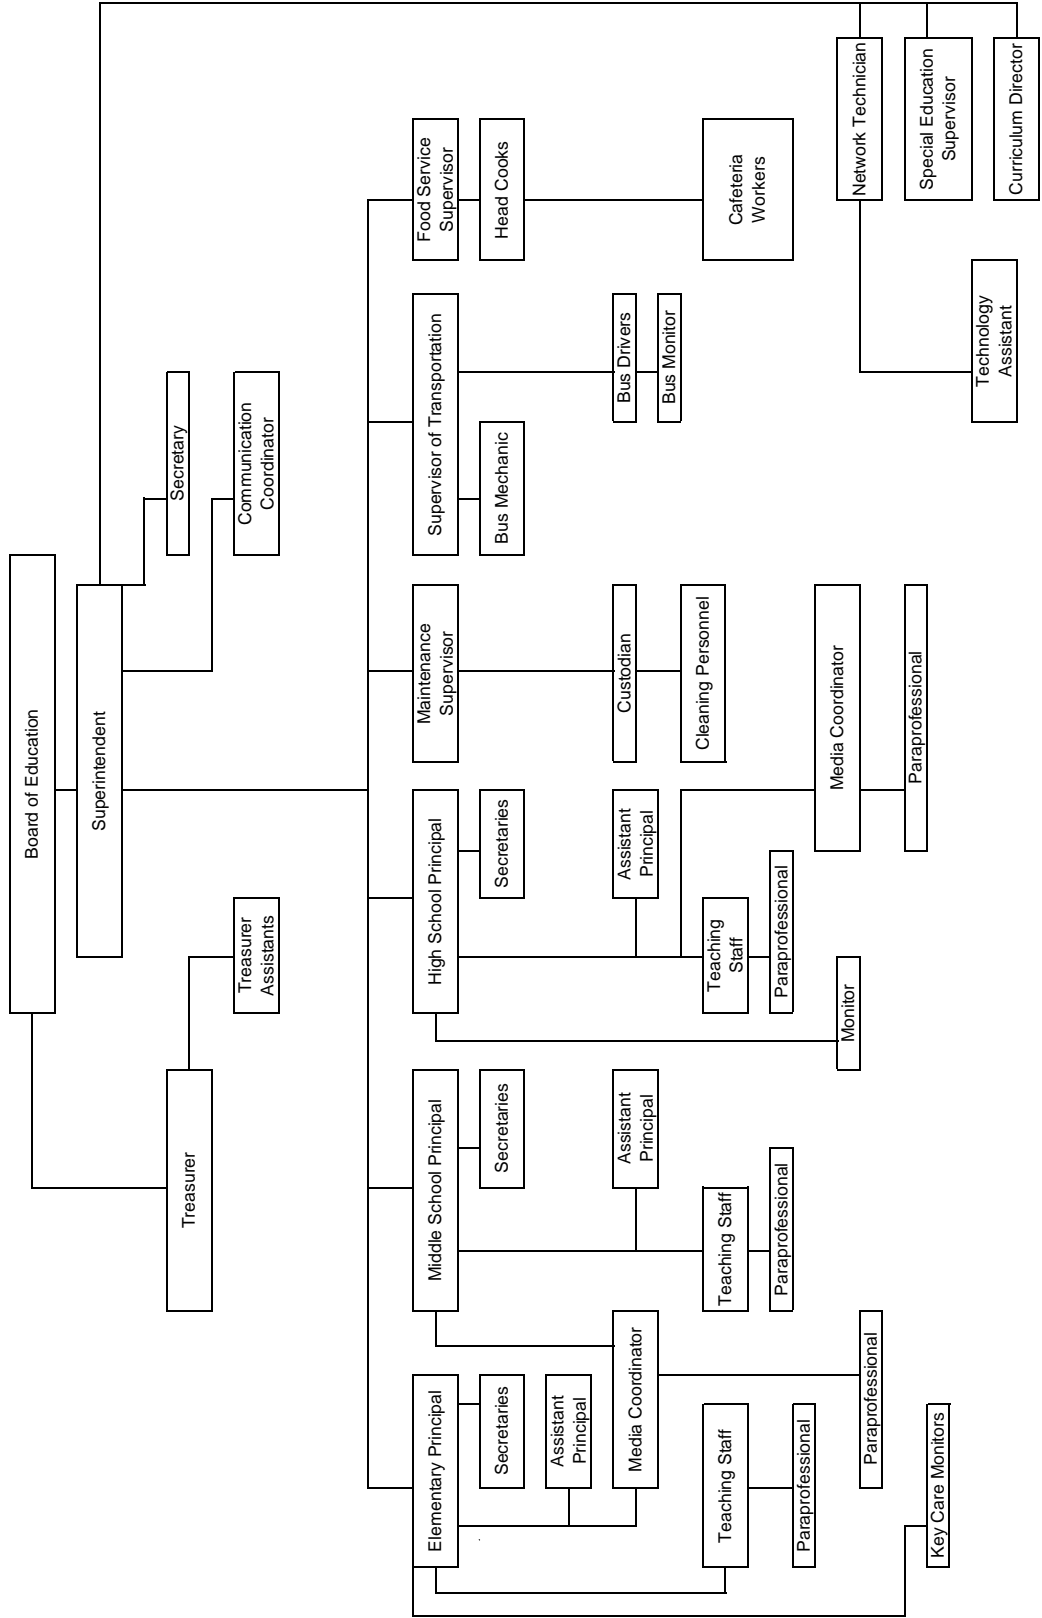 Board of Education
Superintendent
Secretary
Communication
Coordinator
Treasurer
Treasurer
Assistants
Elementary Principal
Middle School Principal
High School Principal
Maintenance
Supervisor
Supervisor of Transportation
Food Service
Supervisor
Secretaries
Secretaries
Secretaries
Bus Mechanic
Head Cooks
Assistant
Principal
Media Coordinator
Assistant
Principal
Assistant
Principal
Custodian
Bus Drivers
Bus Monitor
Cleaning Personnel
Teaching Staff
Teaching Staff
Teaching
Staff
Cafeteria
Workers
Paraprofessional
Paraprofessional
Paraprofessional
Media Coordinator
Monitor
Paraprofessional
Network Technician
Key Care Monitors
Paraprofessional
Special Education
Supervisor
Technology
Assistant
Curriculum Director